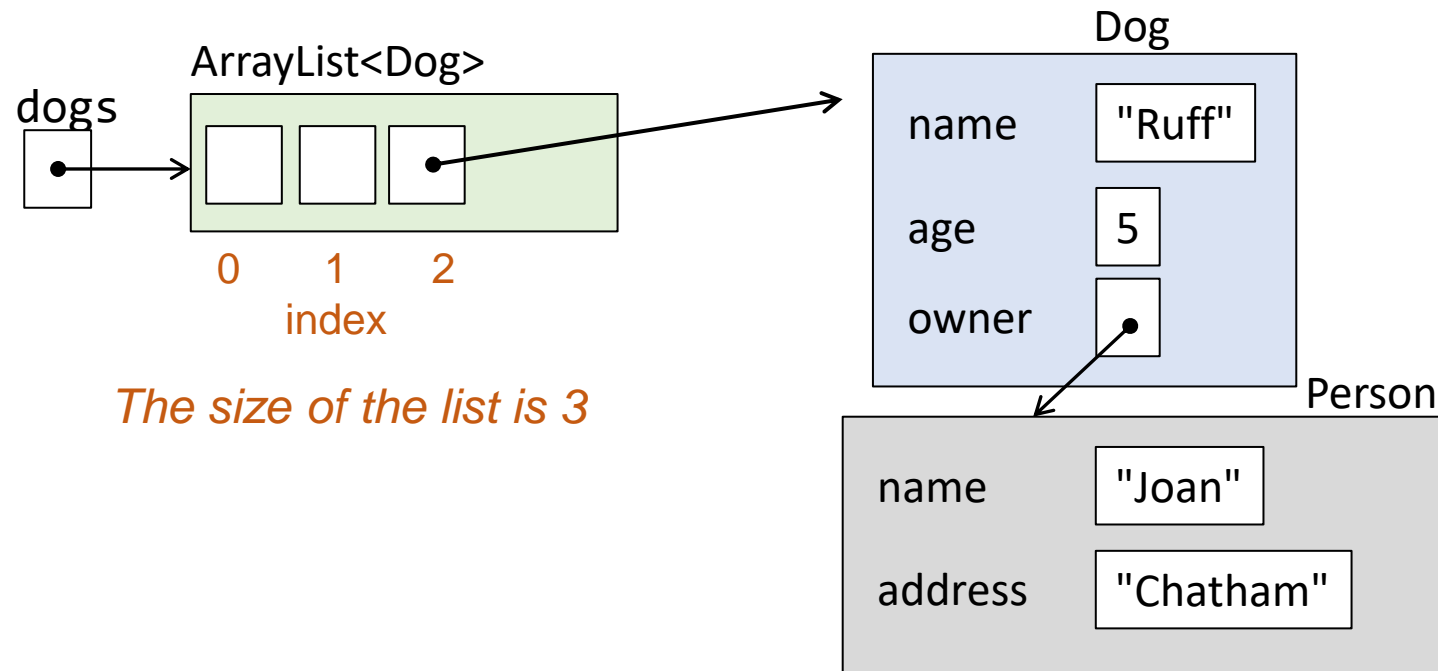 dogs
ArrayList<Dog>
0 1 2
index
The size of the list is 3
Dog
name "Ruff"
age 5
owner
Person
name "Joan"
address "Chatham"